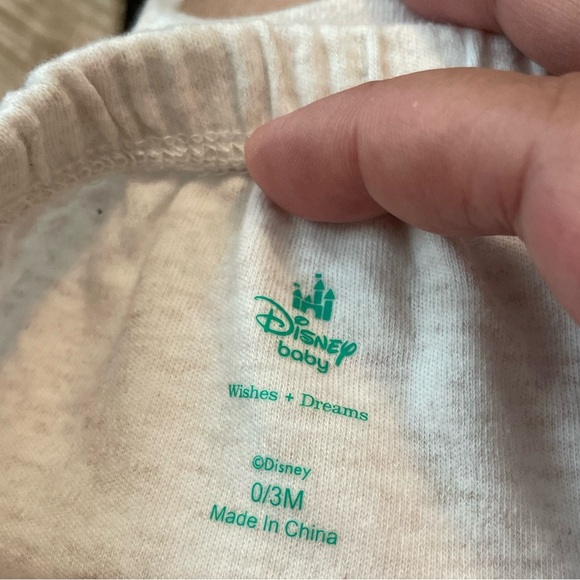 Disney
baby
Wishes + Dreams
©Disney
0/3M
Made In China